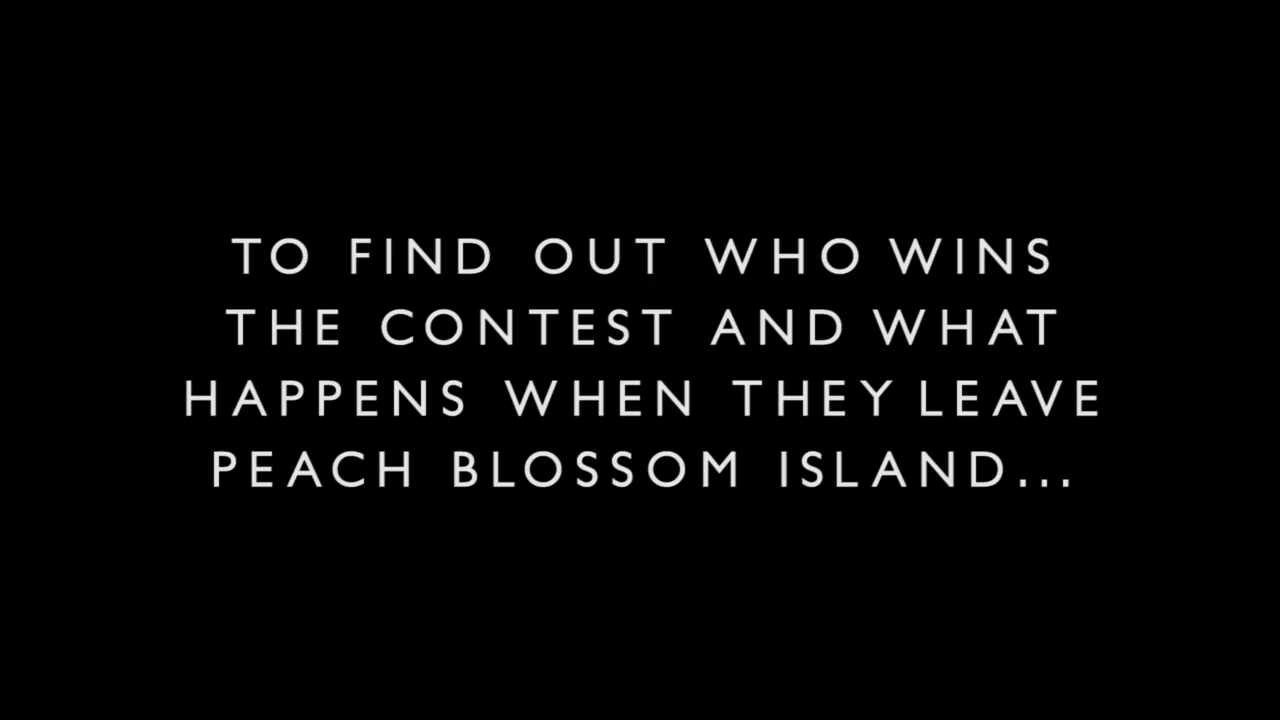 TO FIND OUT WHO WINS
THE CONTEST AND WHAT
HAPPENS WHEN THEY LEAVE
PEACH BLOSSOM ISLAND...